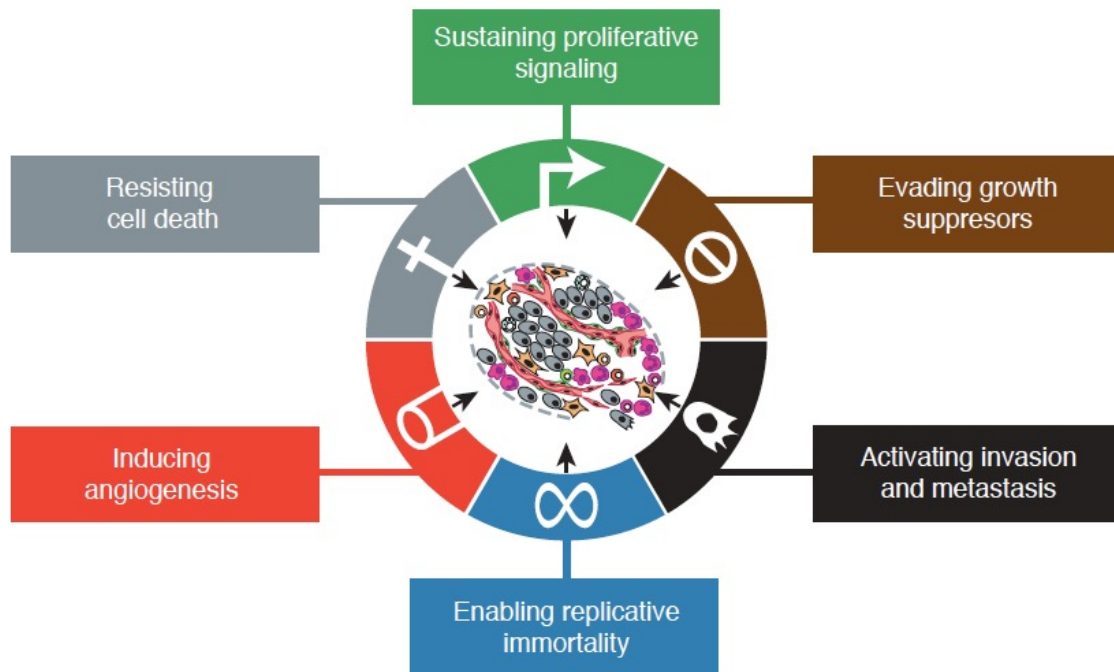 Sustaining proliferative
signaling
Resisting
cell death
Evading growth
suppresors
Inducing
angiogenesis
Activating invasion
and metastasis
Enabling replicative
immortality